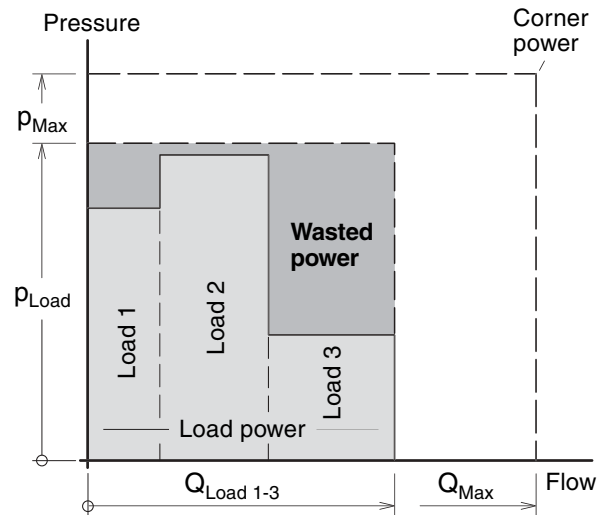 Pressure
Corner
power
pMax
Wasted
power
pLoad
Load 1
Load 2
Load 3
Load power
QLoad 1-3
QMax
Flow